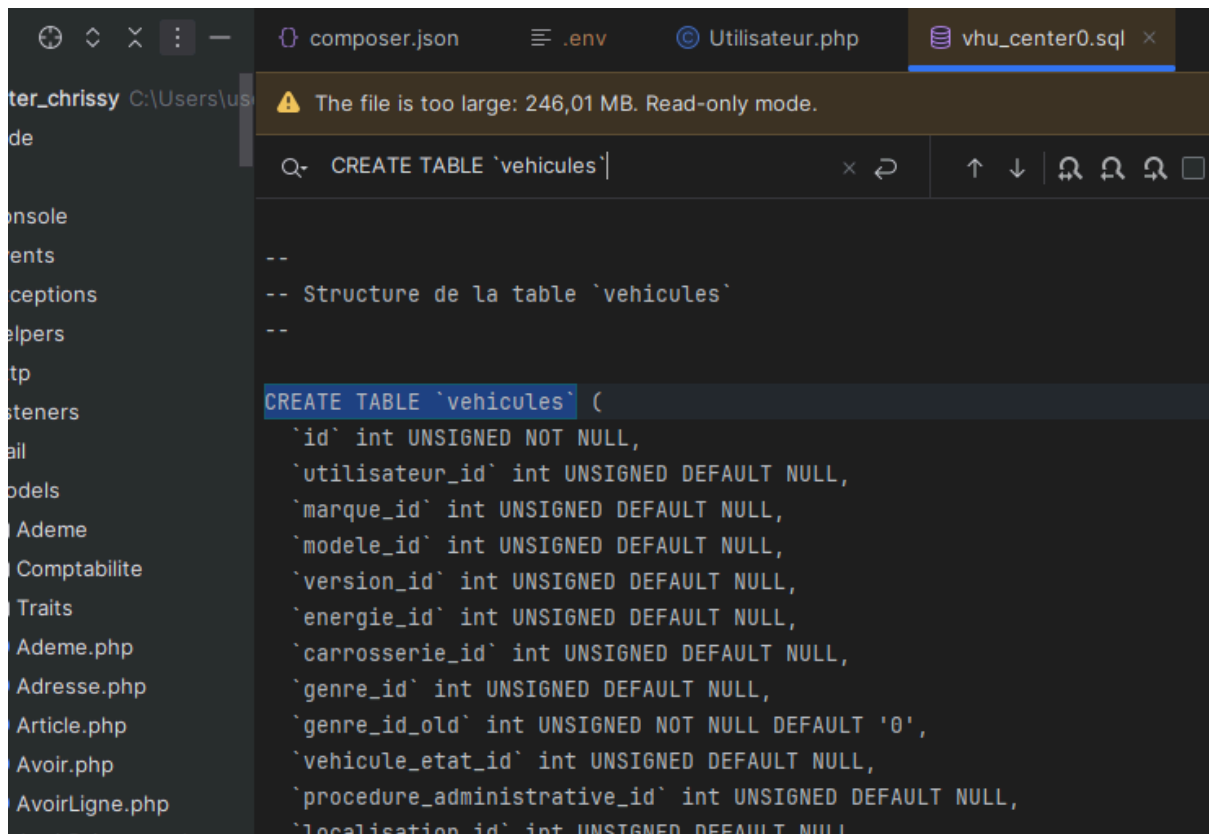 composer.json
.env
Utilisateur.php
vhu_center0.sql
ter_chrissy C:\Users\us
The file is too large: 246,01 MB. Read-only mode.
de
CREATE TABLE `vehicules`
onsole
ents
ceptions
elpers
tp
steners
ail
odels
Ademe
Comptabilite
Traits
Ademe.php
Adresse.php
Article.php
Avoir.php
AvoirLigne.php
--
-- Structure de la table `vehicules`
--
CREATE TABLE `vehicules` (
`id` int UNSIGNED NOT NULL,
`utilisateur_id` int UNSIGNED DEFAULT NULL,
`marque_id` int UNSIGNED DEFAULT NULL,
`modele_id` int UNSIGNED DEFAULT NULL,
`version_id` int UNSIGNED DEFAULT NULL,
`energie_id` int UNSIGNED DEFAULT NULL,
`carrosserie_id` int UNSIGNED DEFAULT NULL,
`genre_id` int UNSIGNED DEFAULT NULL,
`genre_id_old` int UNSIGNED NOT NULL DEFAULT '0',
`vehicule_etat_id` int UNSIGNED DEFAULT NULL,
`procedure_administrative_id` int UNSIGNED DEFAULT NULL,
`localisation_id` int UNSIGNED DEFAULT NULL